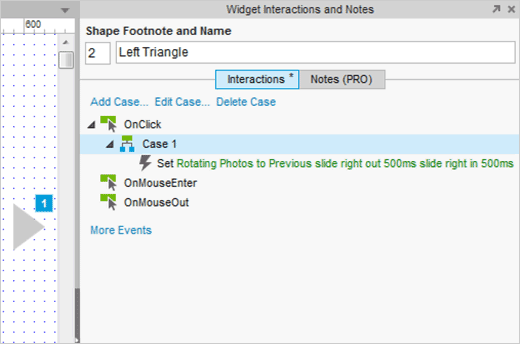 Widget Interactions and Notes
600
Shape Footnote and Name
2 Left Triangle
Interactions * Notes (PRO)
Add Case... Edit Case... Delete Case
OnClick
Case 1
Set Rotating Photos to Previous slide right out 500ms slide right in 500ms
OnMouseEnter
1
OnMouseOut
More Events